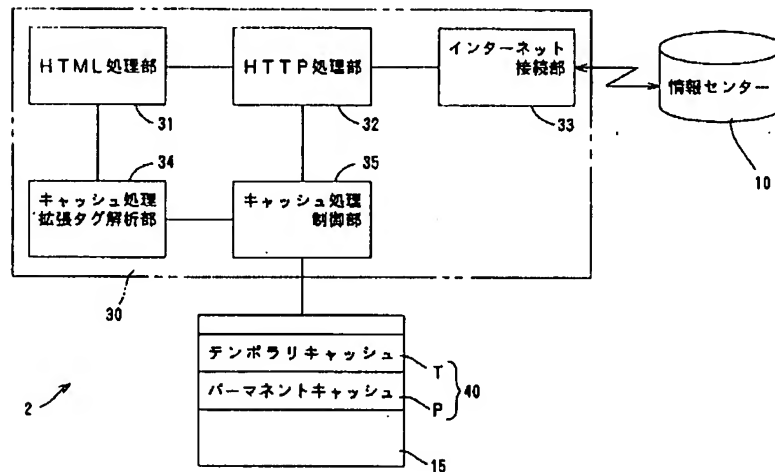 HTML処理部
HTTP処理部
インターネット
接続部
情報センター
31
32
33
10
34
35
キャッシュ処理
拡張タグ解析部
キャッシュ処理
制御部
30
テンポラリキャッシュ
T
パーマネントキャッシュ
P
40
2
15